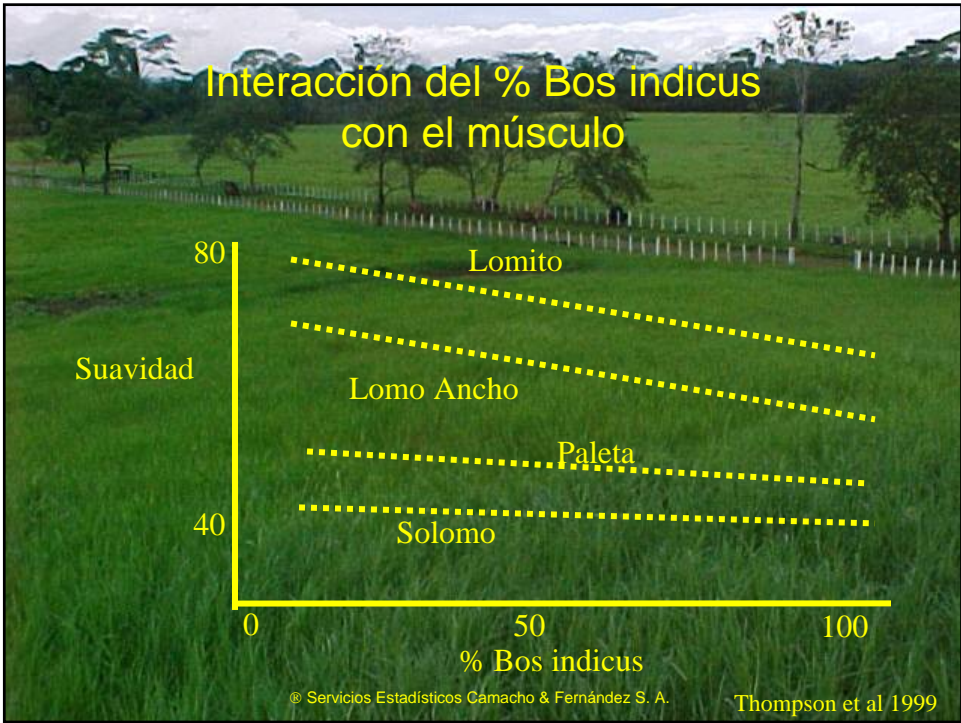 Interacción del % Bos indicus
con el músculo
80
Lomito
Suavidad
Lomo Ancho
Paleta
40
Solomo
0 50 100
% Bos indicus
® Servicios Estadísticos Camacho & Fernández S. A.
Thompson et al 1999